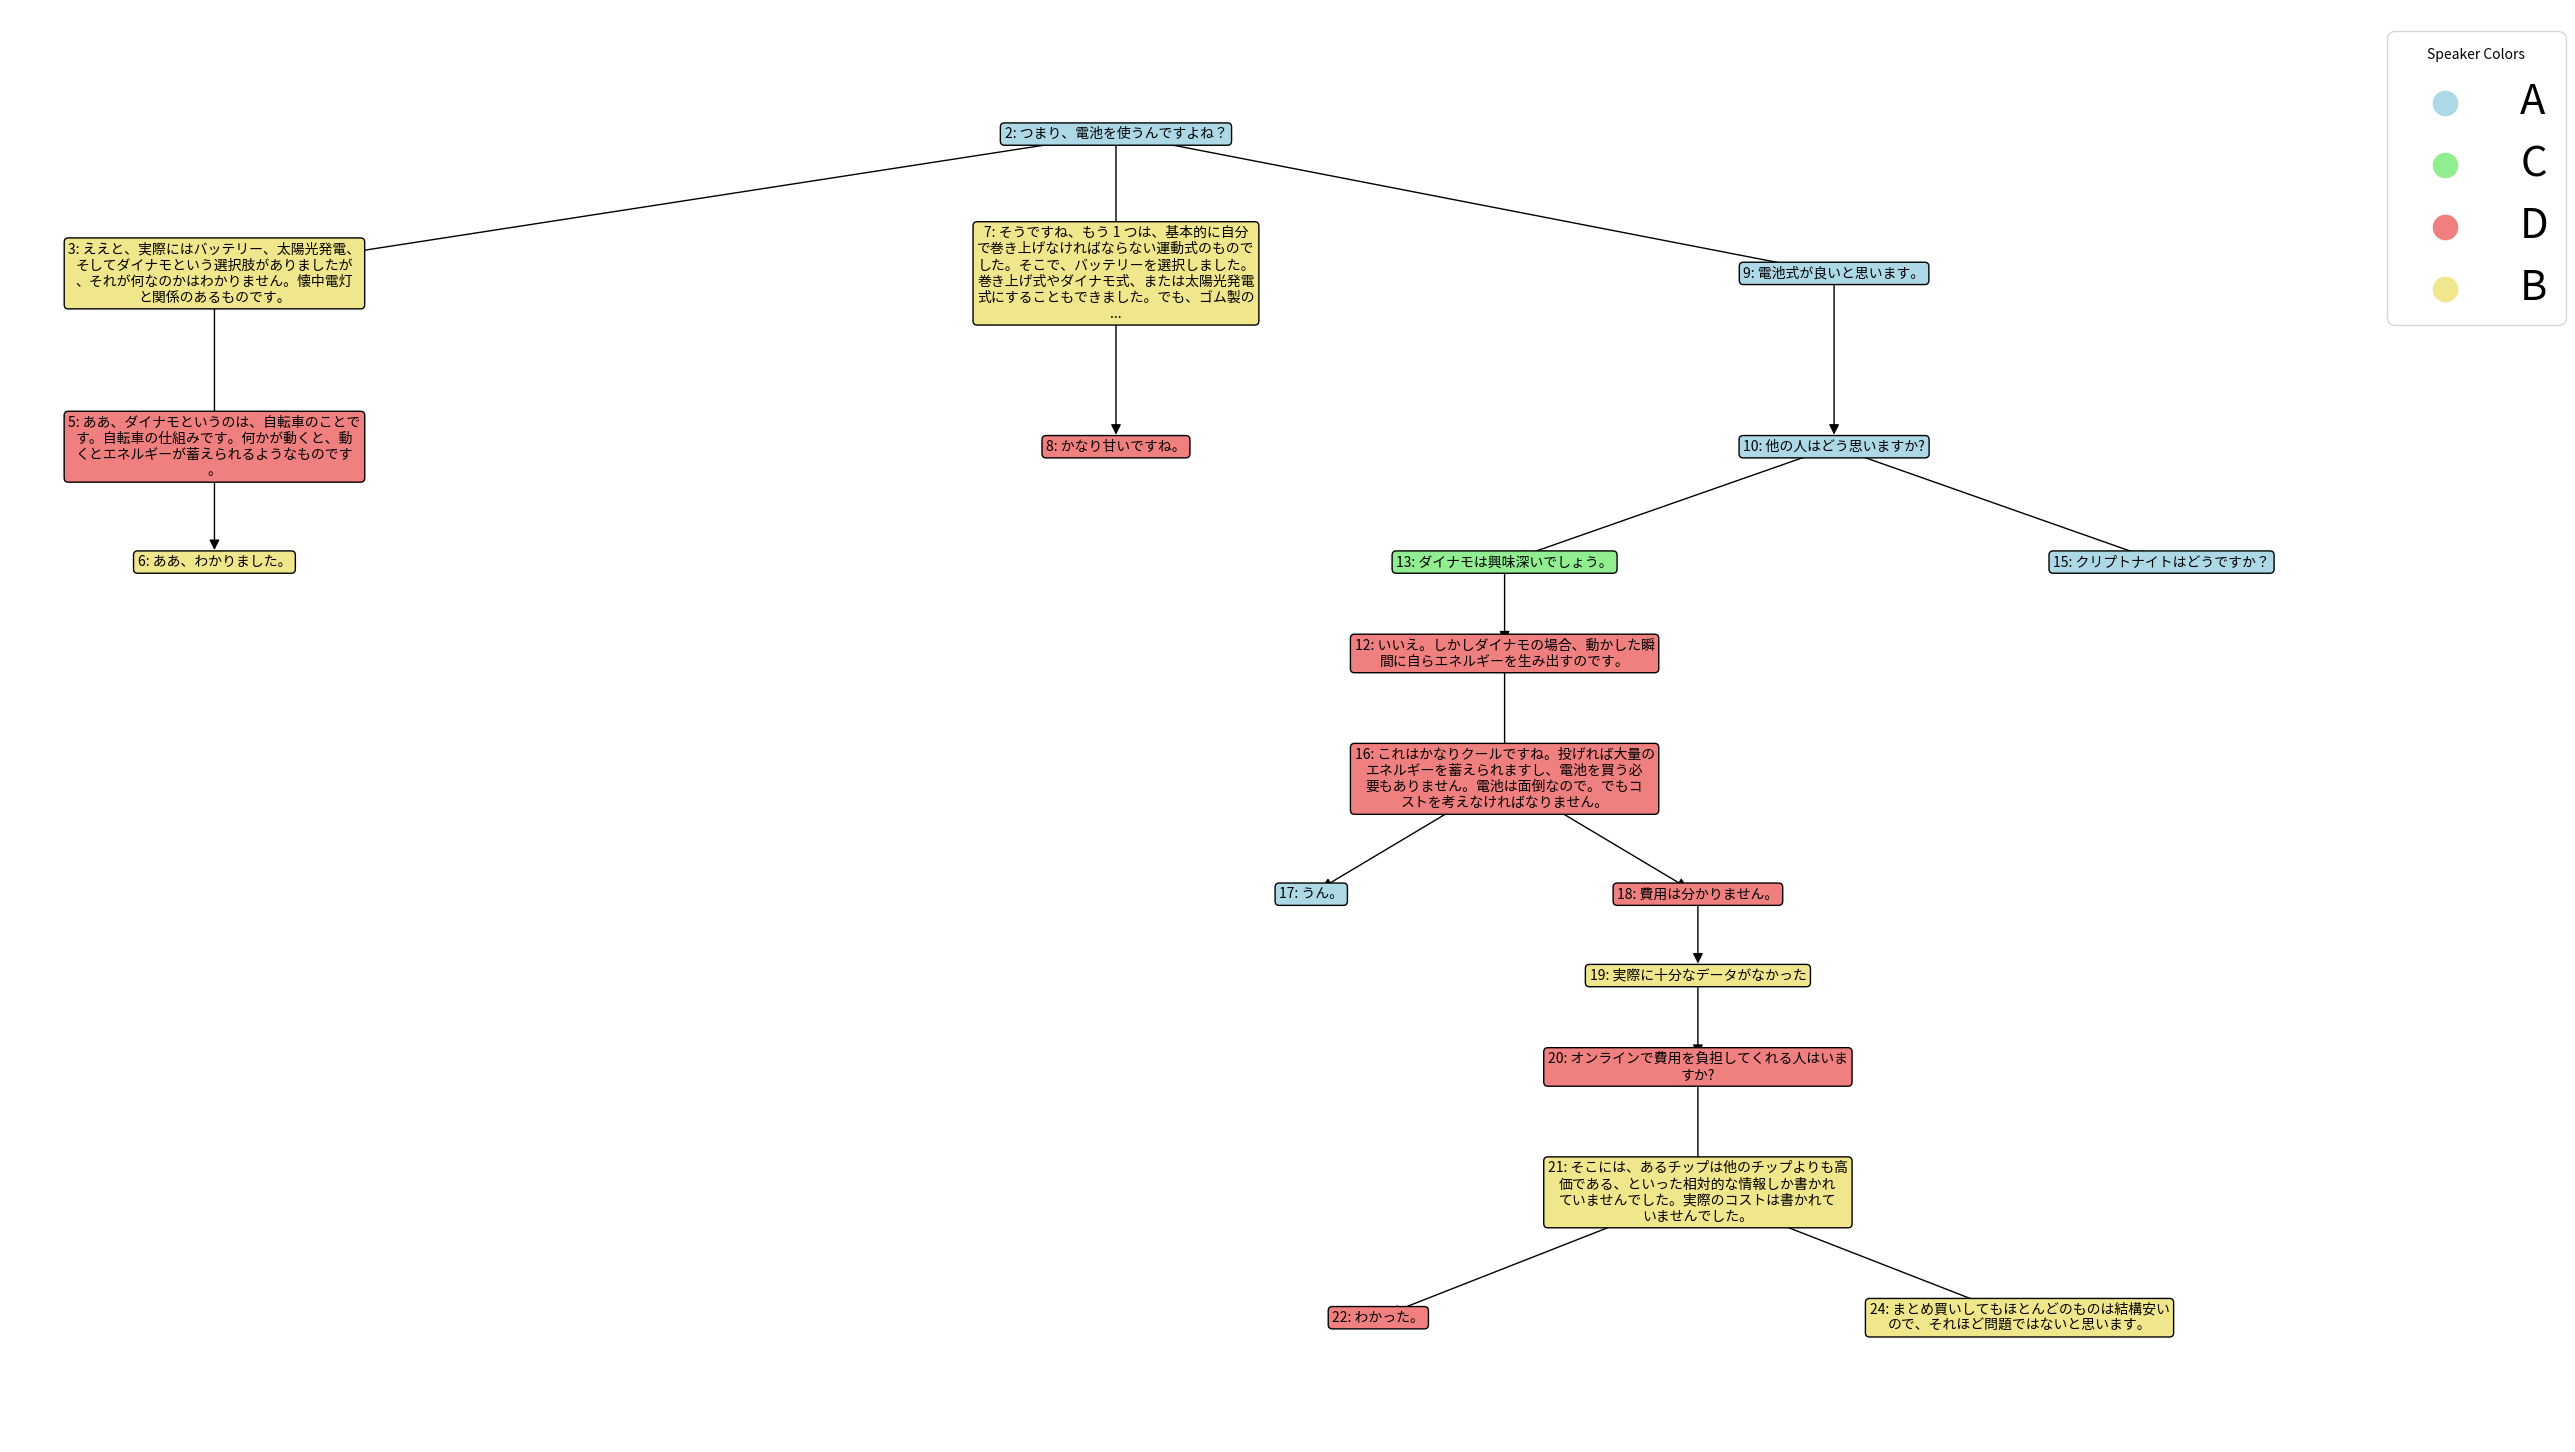 Speaker Colors
A
C
D
B
2: つまり、電池を使うんですよね？
3: ええと、実際にはバッテリー、太陽光発電、
そしてダイナモという選択肢がありましたが
、それが何なのかはわかりません。懐中電灯
と関係のあるものです。
7: そうですね、もう 1 つは、基本的に自分
で巻き上げなければならない運動式のもので
した。そこで、バッテリーを選択しました。
巻き上げ式やダイナモ式、または太陽光発電
式にすることもできました。でも、ゴム製の
...
9: 電池式が良いと思います。
5: ああ、ダイナモというのは、自転車のことで
す。自転車の仕組みです。何かが動くと、動
くとエネルギーが蓄えられるようなものです
。
8: かなり甘いですね。
10: 他の人はどう思いますか?
6: ああ、わかりました。
13: ダイナモは興味深いでしょう。
15: クリプトナイトはどうですか？
12: いいえ。しかしダイナモの場合、動かした瞬
間に自らエネルギーを生み出すのです。
16: これはかなりクールですね。投げれば大量の
エネルギーを蓄えられますし、電池を買う必
要もありません。電池は面倒なので。でもコ
ストを考えなければなりません。
17: うん。
18: 費用は分かりません。
19: 実際に十分なデータがなかった
20: オンラインで費用を負担してくれる人はいま
すか?
21: そこには、あるチップは他のチップよりも高
価である、といった相対的な情報しか書かれ
ていませんでした。実際のコストは書かれて
いませんでした。
22: わかった。
24: まとめ買いしてもほとんどのものは結構安い
ので、それほど問題ではないと思います。